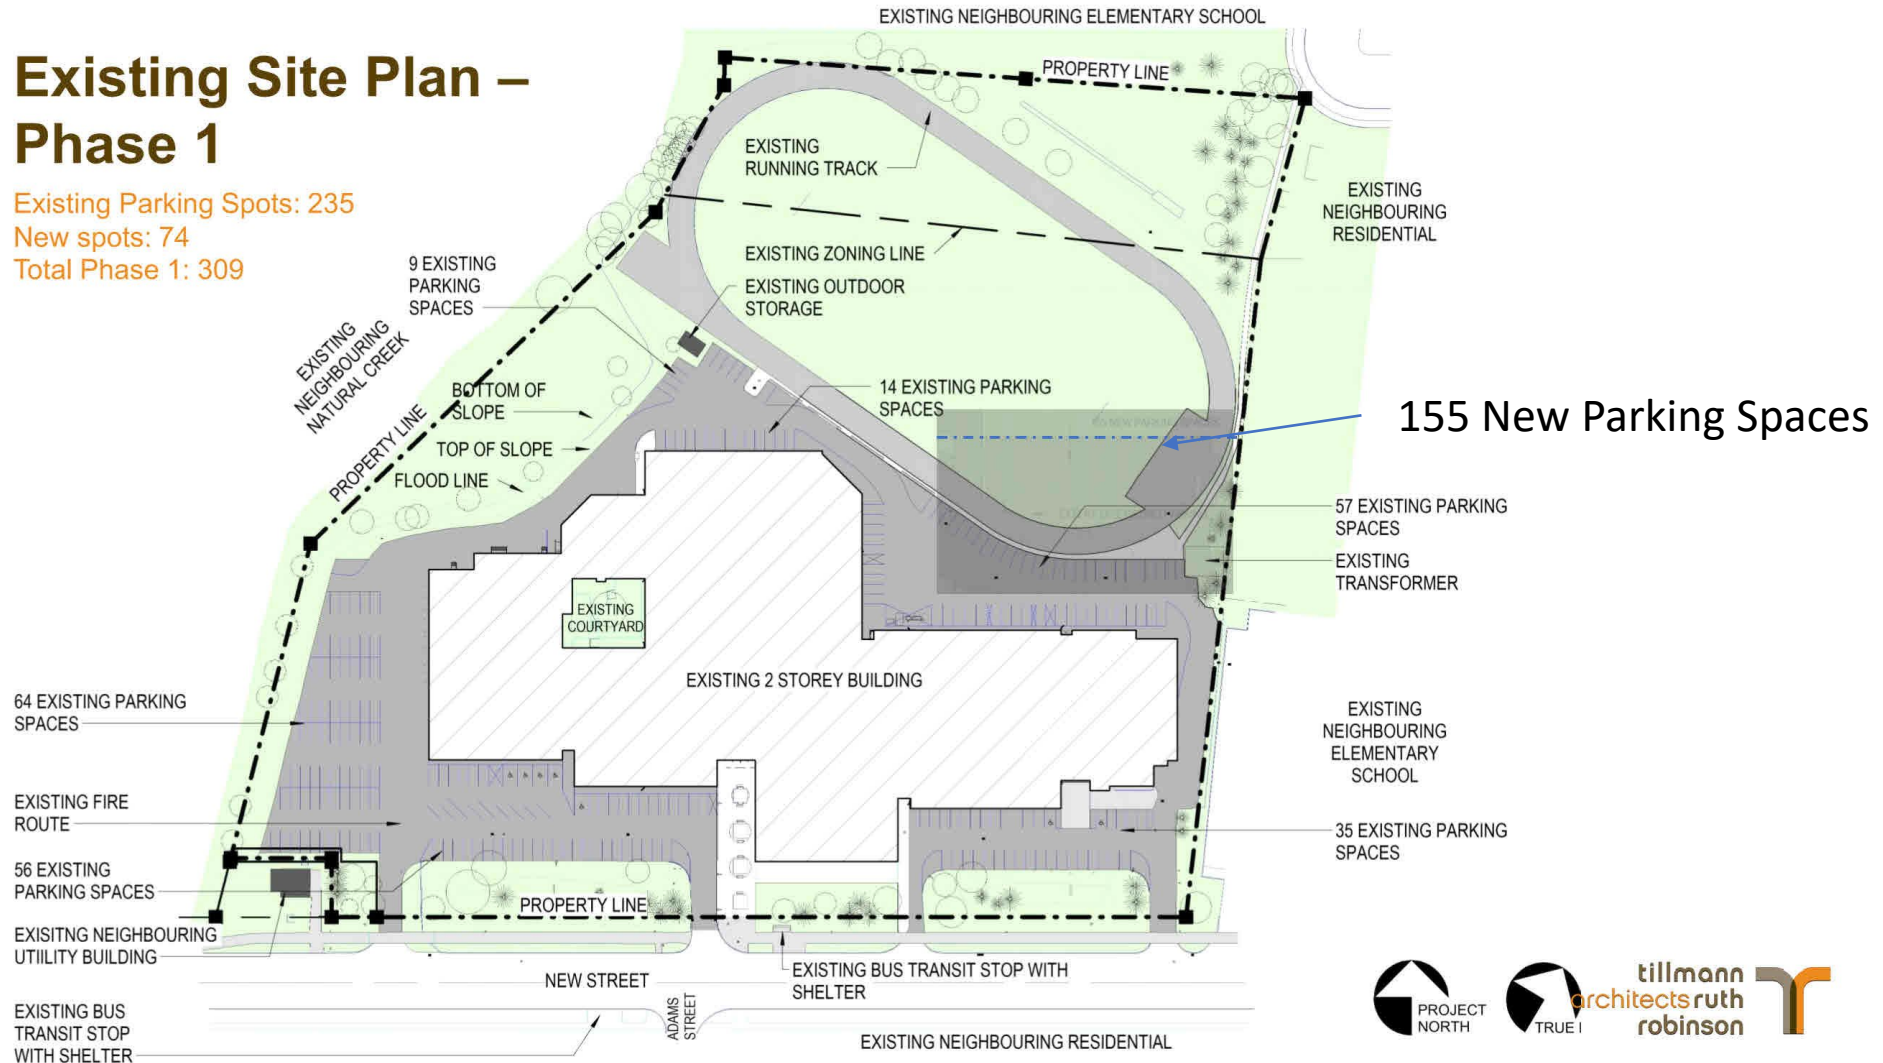 EXISTING NEIGHBOURING ELEMENTARY SCHOOL
Existing Site Plan –
Phase 1
Existing Parking Spots: 235
New spots: 74
Total Phase 1: 309
PROPERTY LINE
EXISTING
RUNNING TRACK
EXISTING
NEIGHBOURING
RESIDENTIAL
EXISTING ZONING LINE
9 EXISTING
PARKING
SPACES
EXISTING OUTDOOR
STORAGE
EXISTING
NEIGHBOURING
NATURAL CREEK
BOTTOM OF
SLOPE
14 EXISTING PARKING
SPACES
155 New Parking Spaces
PROPERTY LINE
TOP OF SLOPE
FLOOD LINE
57 EXISTING PARKING
SPACES
EXISTING
TRANSFORMER
EXISTING
COURTYARD
EXISTING 2 STOREY BUILDING
64 EXISTING PARKING
SPACES
EXISTING
NEIGHBOURING
ELEMENTARY
SCHOOL
EXISTING FIRE
ROUTE
35 EXISTING PARKING
SPACES
56 EXISTING
PARKING SPACES
PROPERTY LINE
EXISITNG NEIGHBOURING
UTIILITY BUILDING
NEW STREET
EXISTING BUS TRANSIT STOP WITH
SHELTER
EXISTING BUS
TRANSIT STOP
WITH SHELTER
ADAMS
STREET
EXISTING NEIGHBOURING RESIDENTIAL
PROJECT
NORTH
TRUE
tillmann
architects ruth
robinson